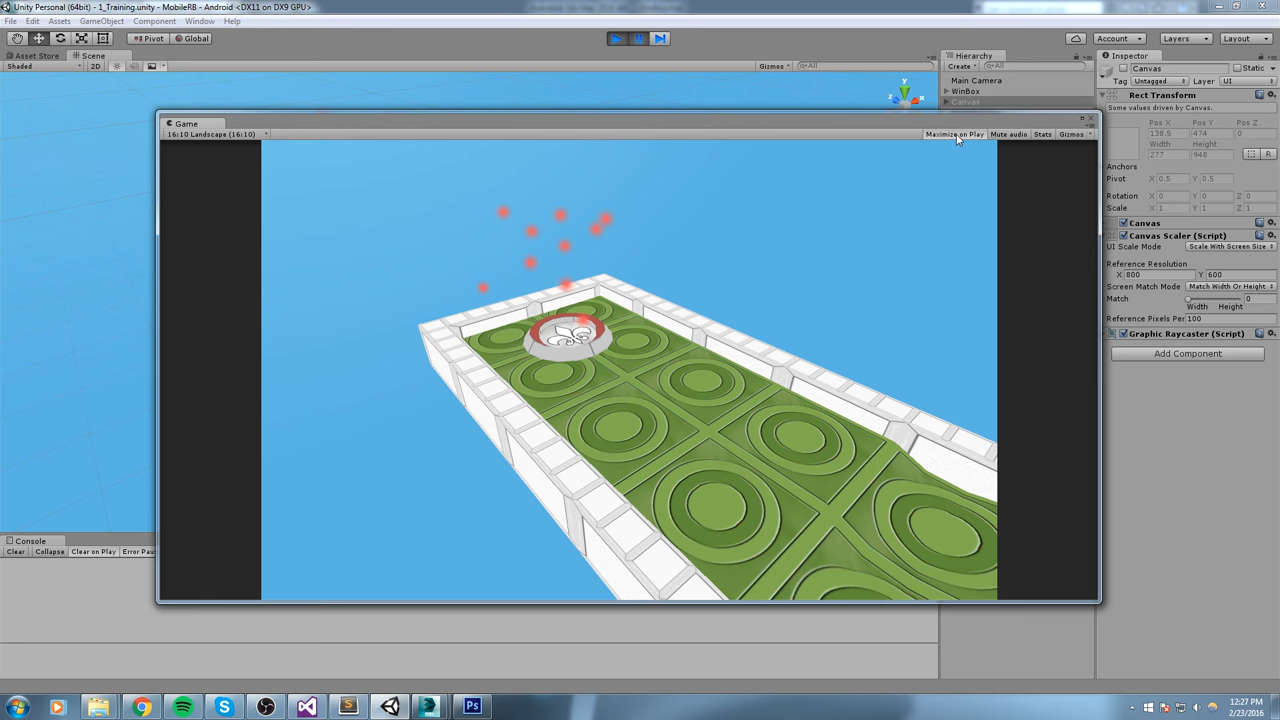 Unity Personal (64bit) - 1_Training.unity - MobileRB - Android <DX11 on DX9 GPU>
File Edit Assets GameObject Component Window Help
Pivot Global Account Layers Layout
Asset Store Scene Hierarchy Inspector
Shaded 2D Gizmos All Create All Canvas Static
Tag Untagged Layer UI
Main Camera
WinBox
Canvas
Rect Transform
Some values driven by Canvas.
Pos X Pos Y Pos Z
138.5 474 0
Width Height
277 948 R
Anchors
Pivot X 0.5 Y 0.5
Rotation X 0 Y 0 Z 0
Scale X 1 Y 1 Z 1
Canvas
Canvas Scaler (Script)
UI Scale Mode Scale With Screen Size
Reference Resolution
X 800 Y 600
Screen Match Mode Match Width Or Height
Match 0
Width Height
Reference Pixels Per 100
Graphic Raycaster (Script)
Add Component
Game
16:10 Landscape (16:10) Maximize on Play Mute audio Stats Gizmos
y
x
Console
Clear Collapse Clear on Play Error Pau
S S Ps
12:27 PM
2/23/2016